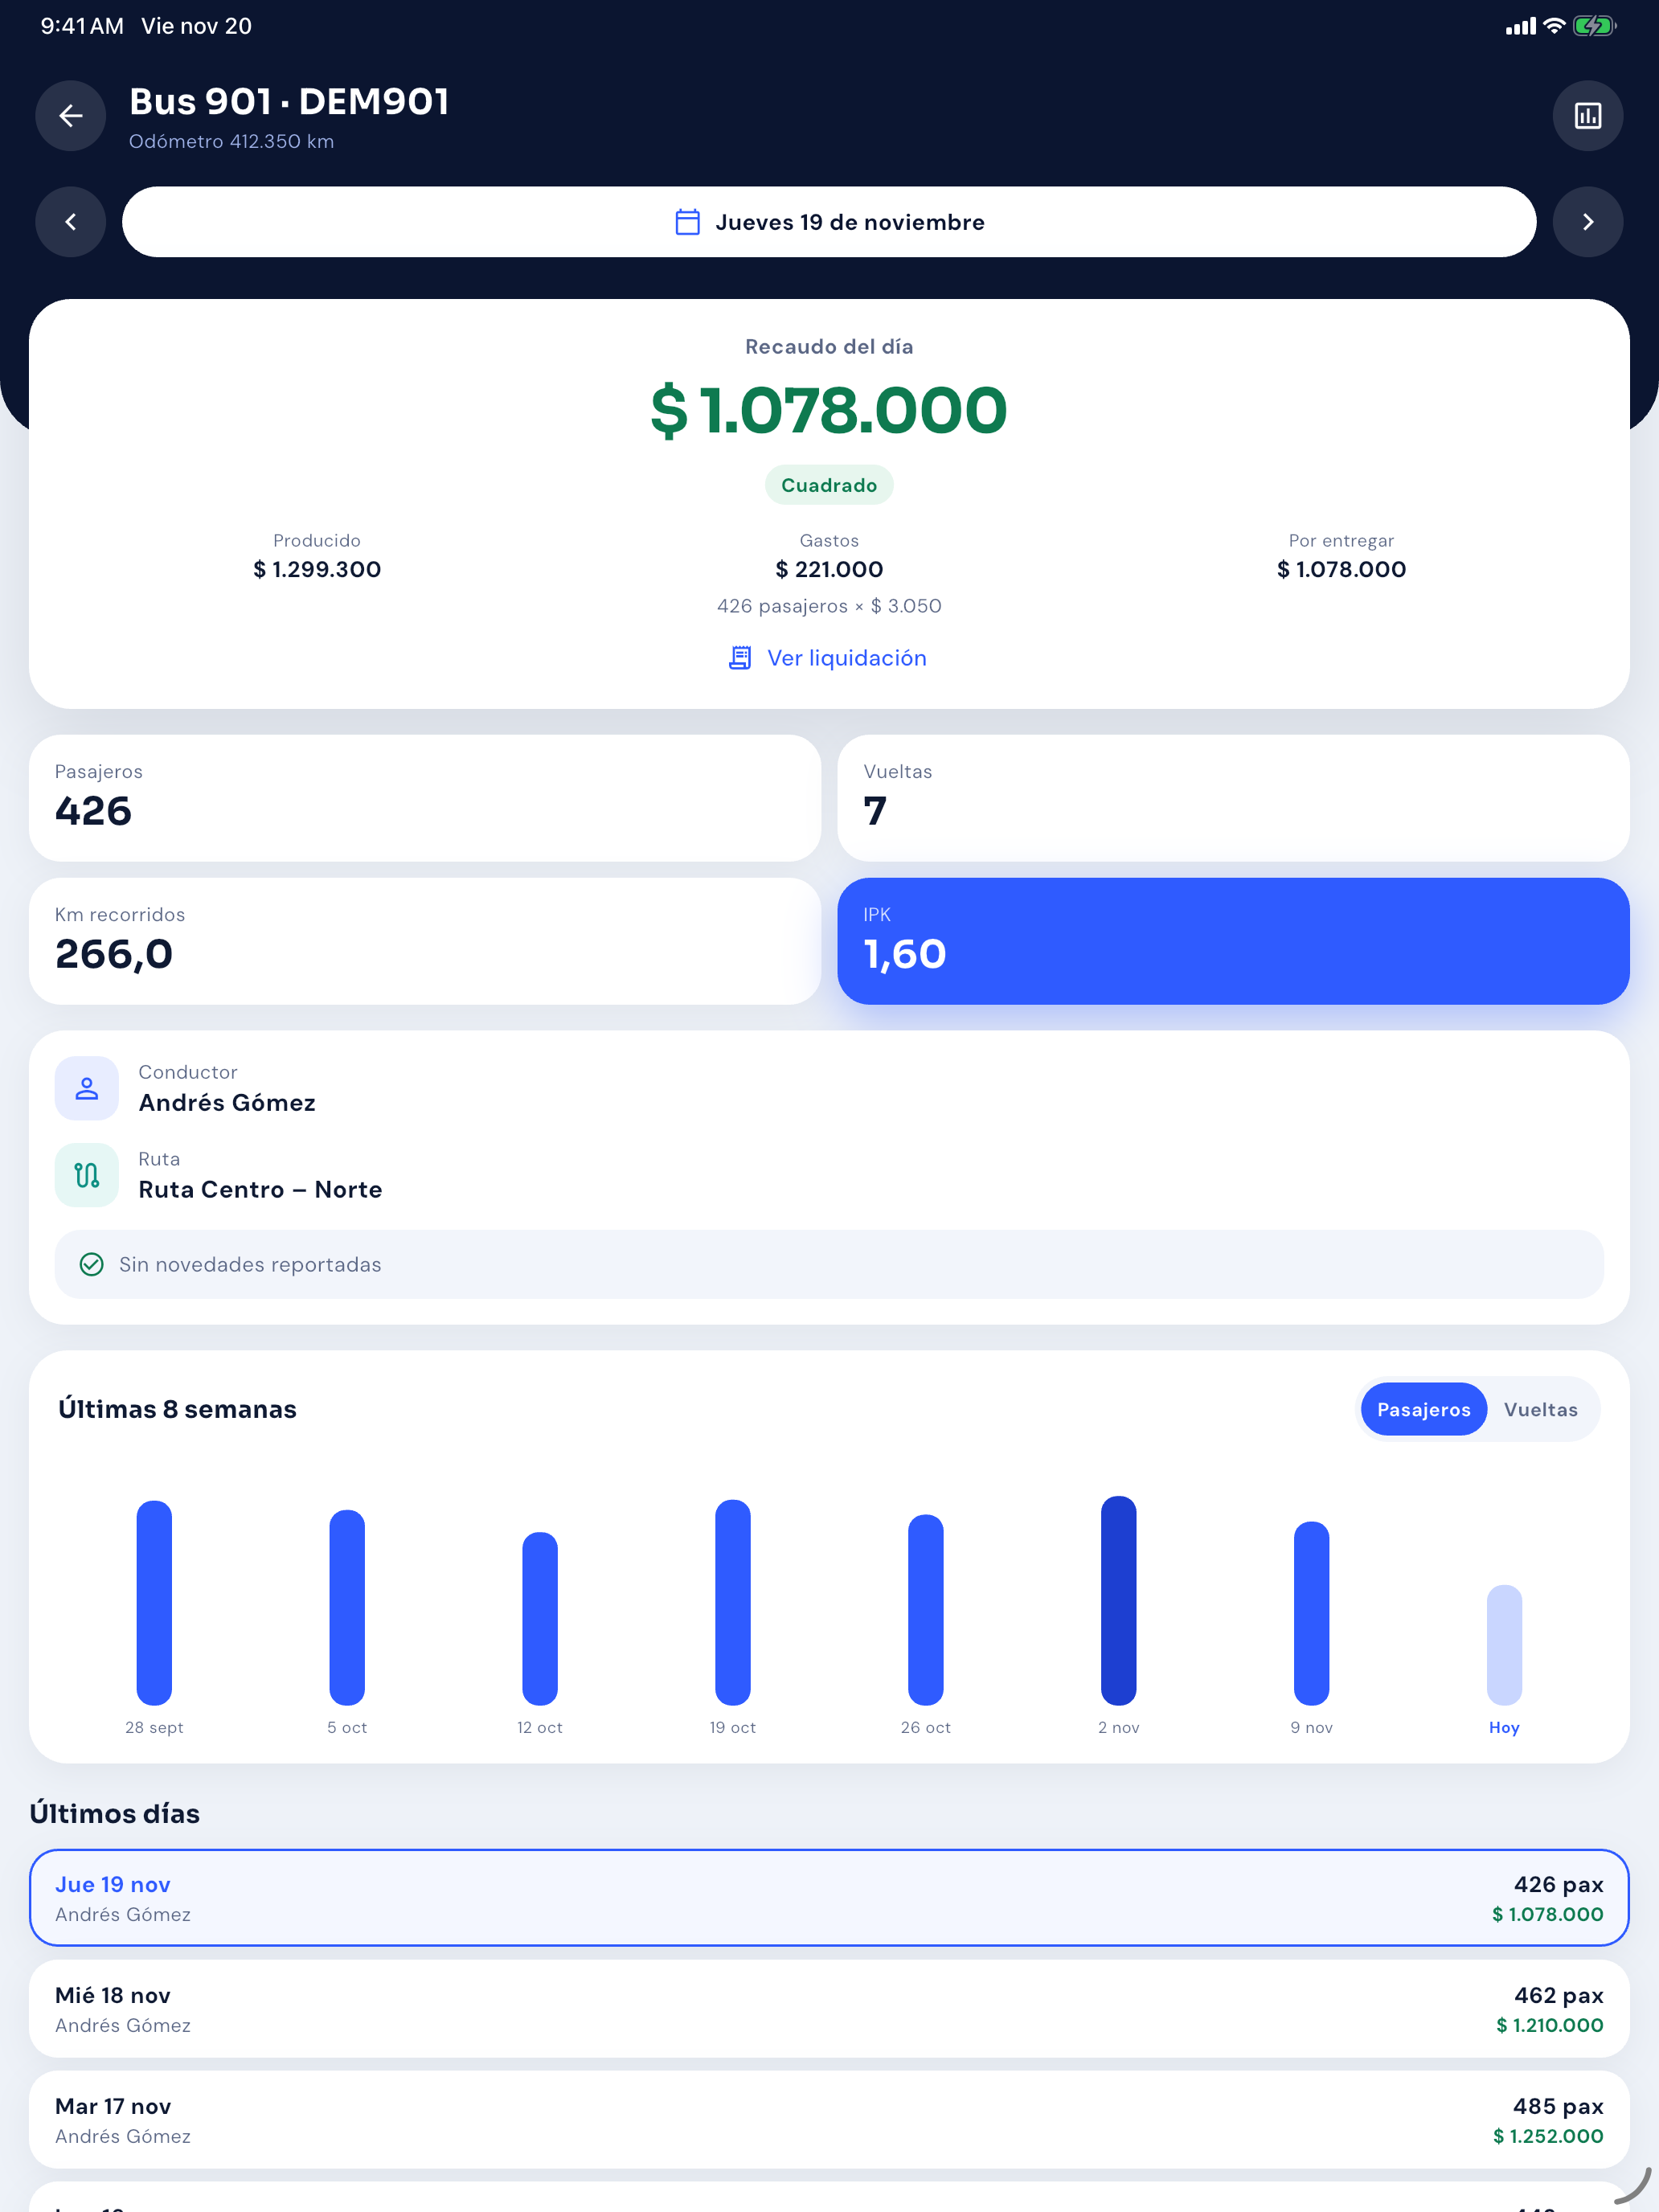 9:41 AM Vie nov 20
Bus 901 · DEM901
Odómetro 412.350 km
Jueves 19 de noviembre
Recaudo del día
$ 1.078.000
Cuadrado
Producido Gastos Por entregar
$ 1.299.300 $ 221.000 $ 1.078.000
426 pasajeros × $ 3.050
Ver liquidación
Pasajeros Vueltas
426 7
Km recorridos IPK
266,0 1,60
Conductor
Andrés Gómez
Ruta
Ruta Centro – Norte
Sin novedades reportadas
Últimas 8 semanas Pasajeros Vueltas
28 sept 5 oct 12 oct 19 oct 26 oct 2 nov 9 nov Hoy
Últimos días
Jue 19 nov 426 pax
Andrés Gómez $ 1.078.000
Mié 18 nov 462 pax
Andrés Gómez $ 1.210.000
Mar 17 nov 485 pax
Andrés Gómez $ 1.252.000